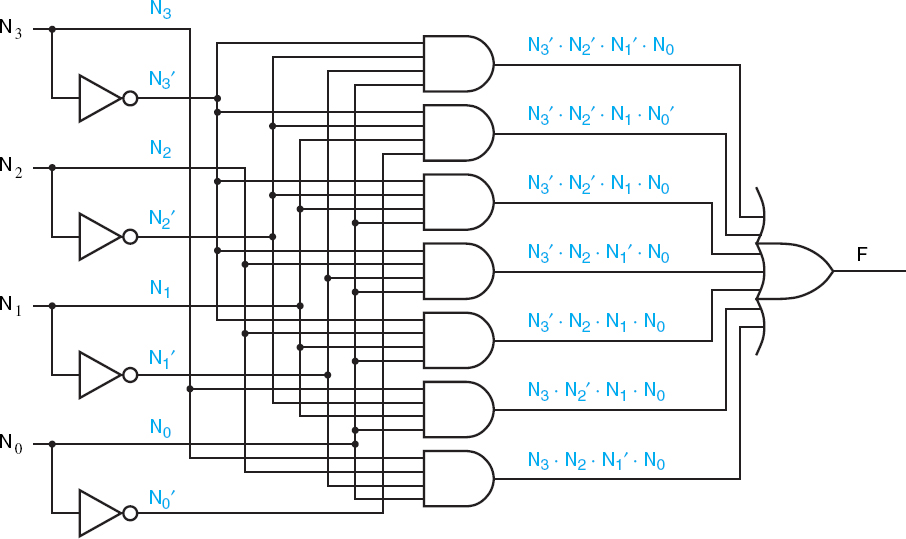 N₃
N₃
N₃′
N₂
N₂
N₂′
N₁
N₁
N₁′
N₀
N₀
N₀′
N₃′ · N₂′ · N₁′ · N₀
N₃′ · N₂′ · N₁ · N₀′
N₃′ · N₂′ · N₁ · N₀
N₃′ · N₂ · N₁′ · N₀
N₃′ · N₂ · N₁ · N₀
N₃ · N₂′ · N₁ · N₀
N₃ · N₂ · N₁′ · N₀
F